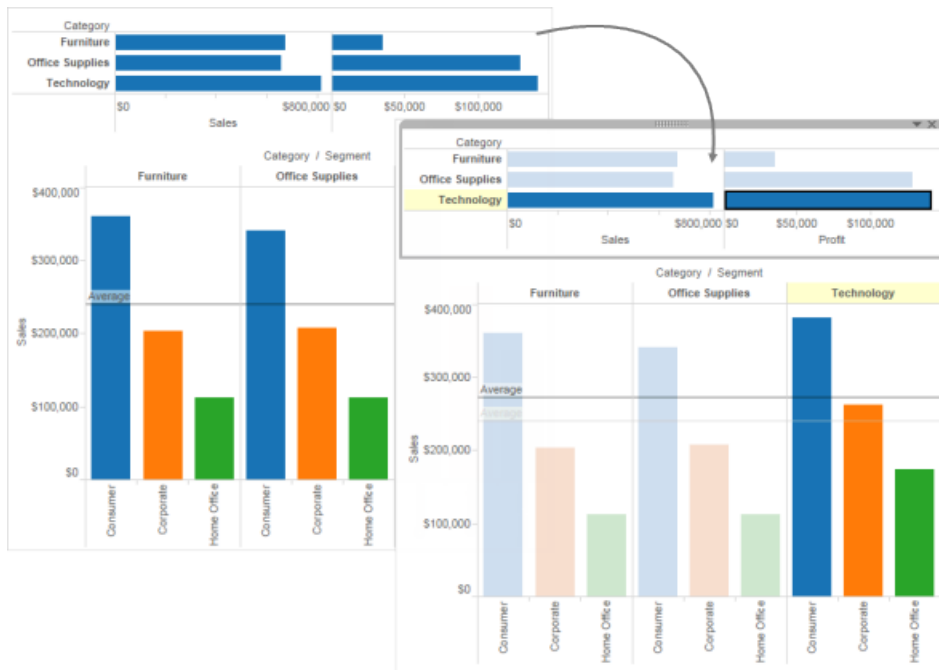 Category
Furniture
Office Supplies
Technology
$0 $800,000 $0 $50,000 $100,000
Sales
Category / Segment
Furniture Office Supplies
$400,000
$300,000
Average
$200,000
$100,000
$0
Sales
Consumer Corporate Home Office Consumer Corporate Home Office
Category
Furniture
Office Supplies
Technology
$0 $800,000 $0 $50,000 $100,000
Sales Profit
Category / Segment
Furniture Office Supplies Technology
$400,000
$300,000
Average
Average
$200,000
$100,000
$0
Sales
Consumer Corporate Home Office Consumer Corporate Home Office Consumer Corporate Home Office